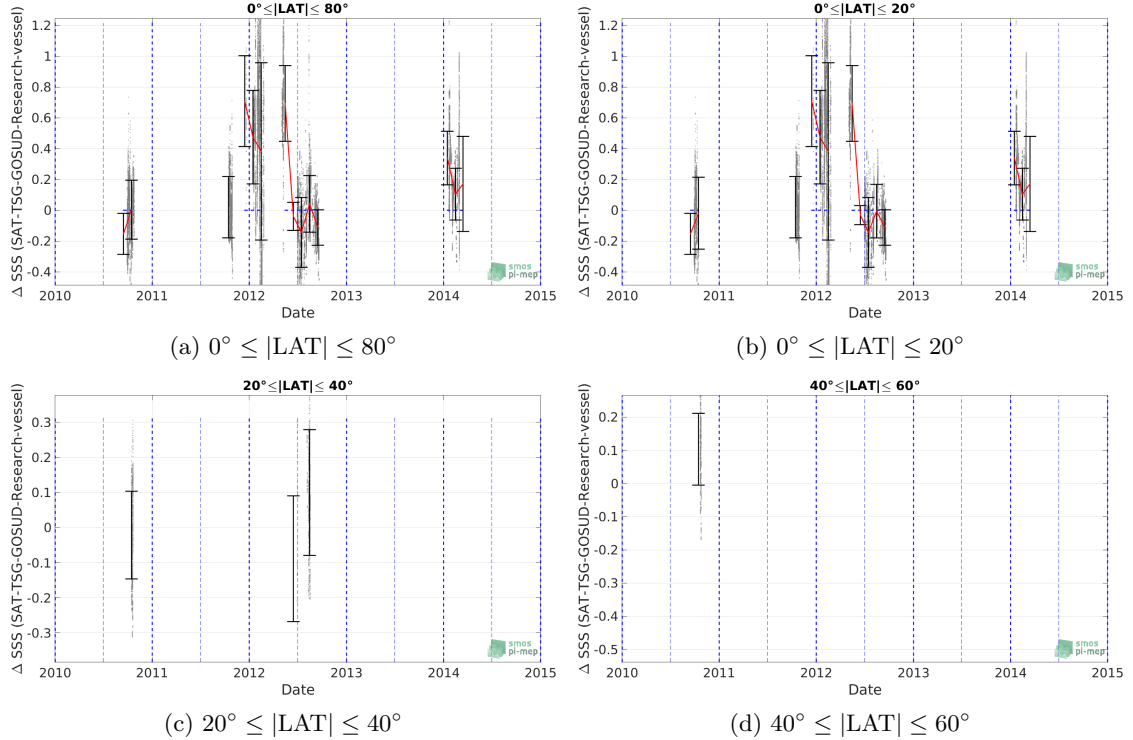 0°≤|LAT|≤ 80°
Δ SSS (SAT-TSG-GOSUD-Research-vessel)
1.2
1
0.8
0.6
0.4
0.2
0
-0.2
-0.4
2010 2011 2012 2013 2014 2015
Date
smos
pi-mep
(a) 0° ≤ |LAT| ≤ 80°
0°≤|LAT|≤ 20°
Δ SSS (SAT-TSG-GOSUD-Research-vessel)
1.2
1
0.8
0.6
0.4
0.2
0
-0.2
-0.4
2010 2011 2012 2013 2014 2015
Date
smos
pi-mep
(b) 0° ≤ |LAT| ≤ 20°
20°≤|LAT|≤ 40°
Δ SSS (SAT-TSG-GOSUD-Research-vessel)
0.3
0.2
0.1
0
-0.1
-0.2
-0.3
2010 2011 2012 2013 2014 2015
Date
smos
pi-mep
(c) 20° ≤ |LAT| ≤ 40°
40°≤|LAT|≤ 60°
Δ SSS (SAT-TSG-GOSUD-Research-vessel)
0.2
0.1
0
-0.1
-0.2
-0.3
-0.4
-0.5
2010 2011 2012 2013 2014 2015
Date
smos
pi-mep
(d) 40° ≤ |LAT| ≤ 60°